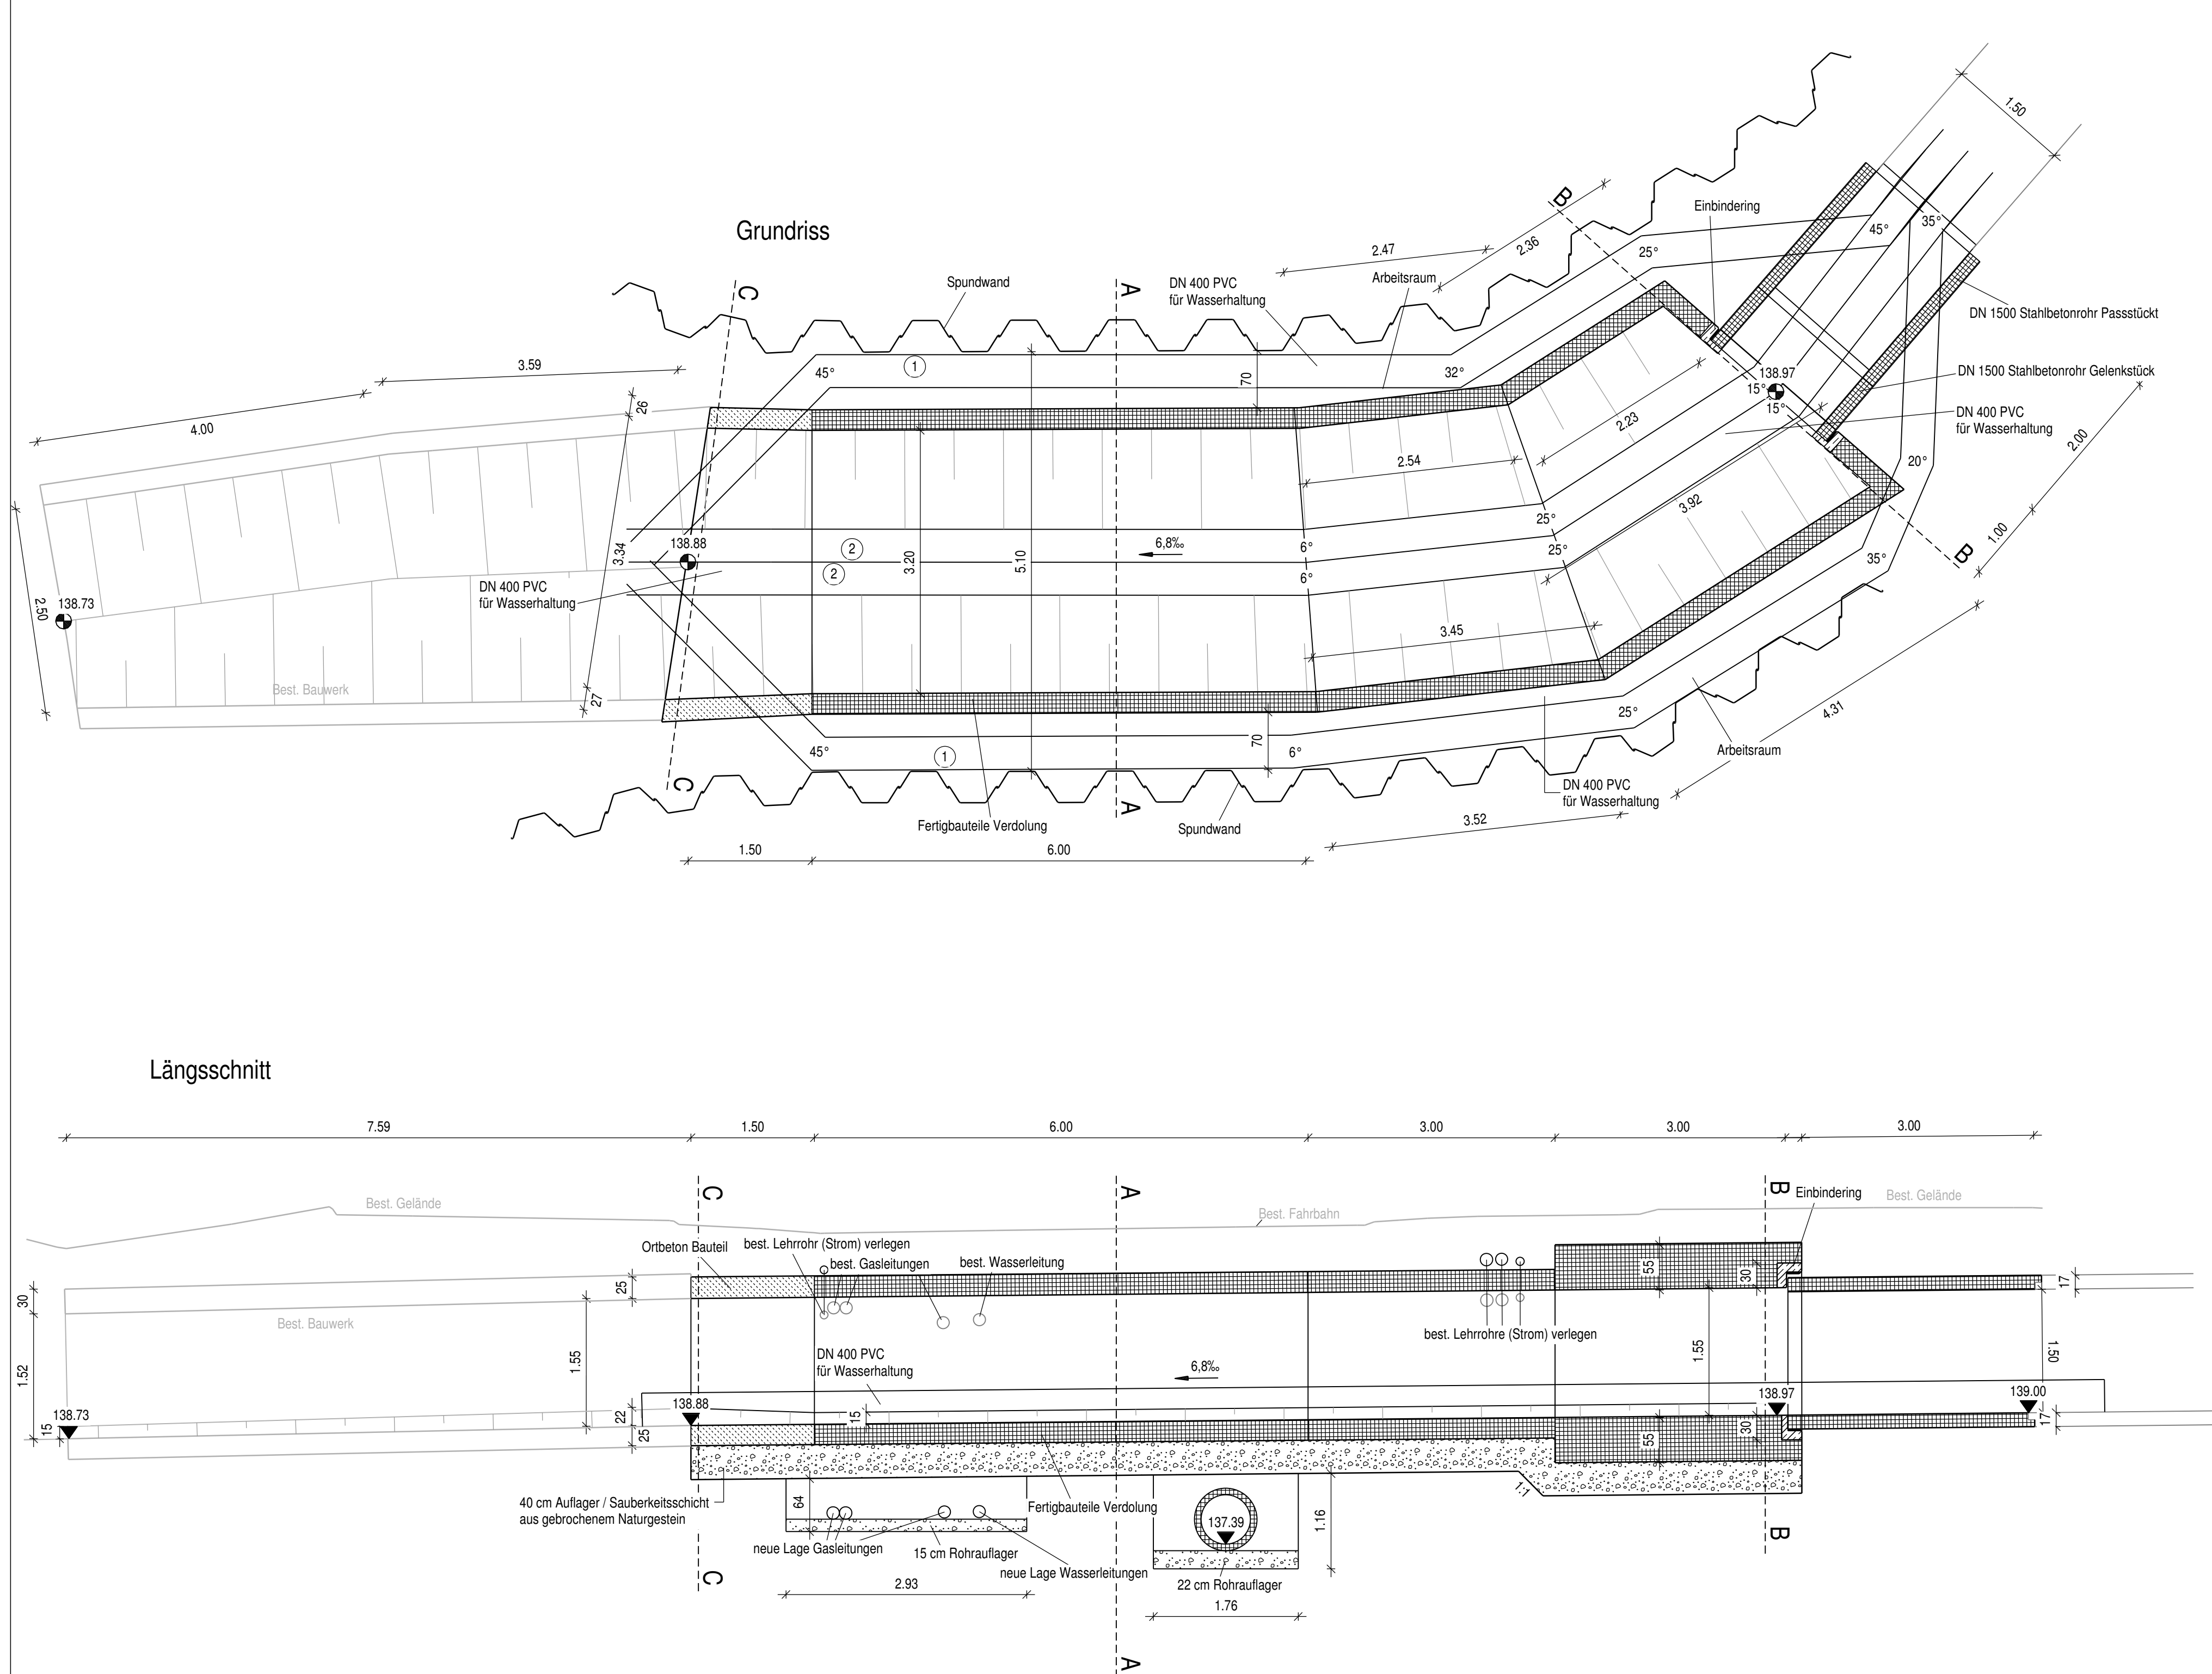 Grundriss
1.50
B
Einbindering
2.36
45°
35°
25°
2.47
C
Spundwand
A
DN 400 PVC
für Wasserhaltung
Arbeitsraum
DN 1500 Stahlbetonrohr Passstückt
3.59
4.00
26
45°
1
70
32°
138.97
15°
15°
DN 1500 Stahlbetonrohr Gelenkstück
DN 400 PVC
für Wasserhaltung
2.23
2.00
2.54
20°
3.92
25°
138.88
3.34
2
2
3.20
5.10
6,8‰
6°
25°
6°
35°
B
1.00
DN 400 PVC
für Wasserhaltung
2.50
138.73
3.45
Best. Bauwerk
27
45°
1
70
6°
25°
4.31
Arbeitsraum
C
A
DN 400 PVC
für Wasserhaltung
Fertigbauteile Verdolung
Spundwand
3.52
1.50
6.00
Längsschnitt
7.59
1.50
6.00
3.00
3.00
3.00
C
A
B
Einbindering
Best. Gelände
Best. Gelände
Best. Fahrbahn
Ortbeton Bauteil
best. Lehrrohr (Strom) verlegen
best. Gasleitungen
best. Wasserleitung
30
25
55
30
17
Best. Bauwerk
best. Lehrrohre (Strom) verlegen
1.52
1.55
DN 400 PVC
für Wasserhaltung
6,8‰
1.55
1.50
138.73
138.88
138.97
139.00
15
22
25
15
55
30
17
40 cm Auflager / Sauberkeitsschicht
aus gebrochenem Naturgestein
64
Fertigbauteile Verdolung
1:1
137.39
1.16
neue Lage Gasleitungen
15 cm Rohrauflager
neue Lage Wasserleitungen
22 cm Rohrauflager
B
C
2.93
1.76
A